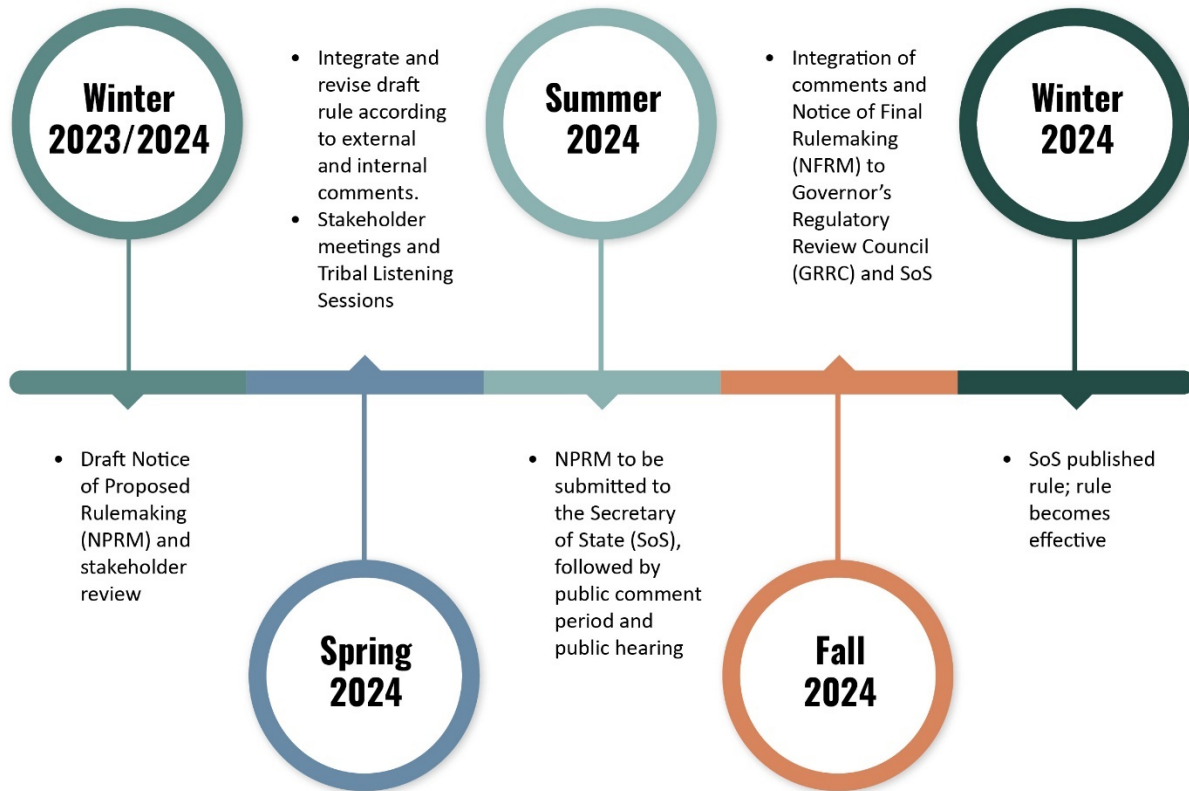 Winter
2023/2024
• Draft Notice
of Proposed
Rulemaking
(NPRM) and
stakeholder
review
• Integrate and
revise draft
rule according
to external
and internal
comments.
• Stakeholder
meetings and
Tribal Listening
Sessions
Spring
2024
Summer
2024
• NPRM to be
submitted to
the Secretary
of State (SoS),
followed by
public comment
period and
public hearing
• Integration of
comments and
Notice of Final
Rulemaking
(NFRM) to
Governor’s
Regulatory
Review Council
(GRRC) and SoS
Fall
2024
Winter
2024
• SoS published
rule; rule
becomes
effective